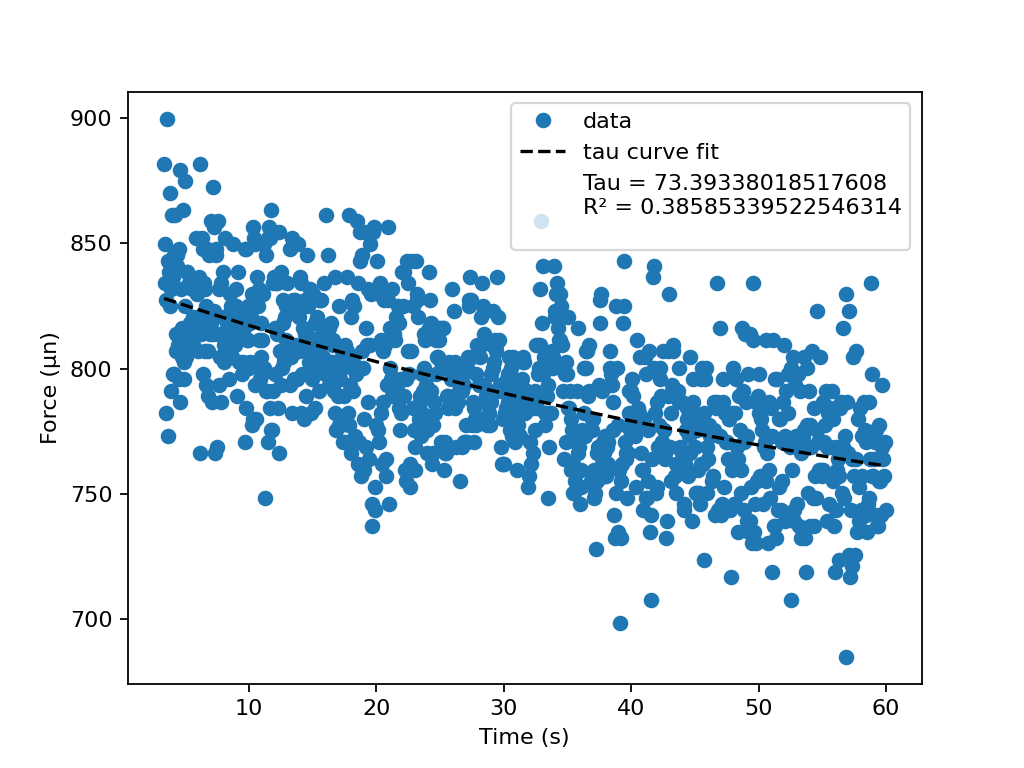 900
850
800
750
700
Force (μn)
data
tau curve fit
Tau = 73.39338018517608
R² = 0.38585339522546314
10
20
30
40
50
60
Time (s)